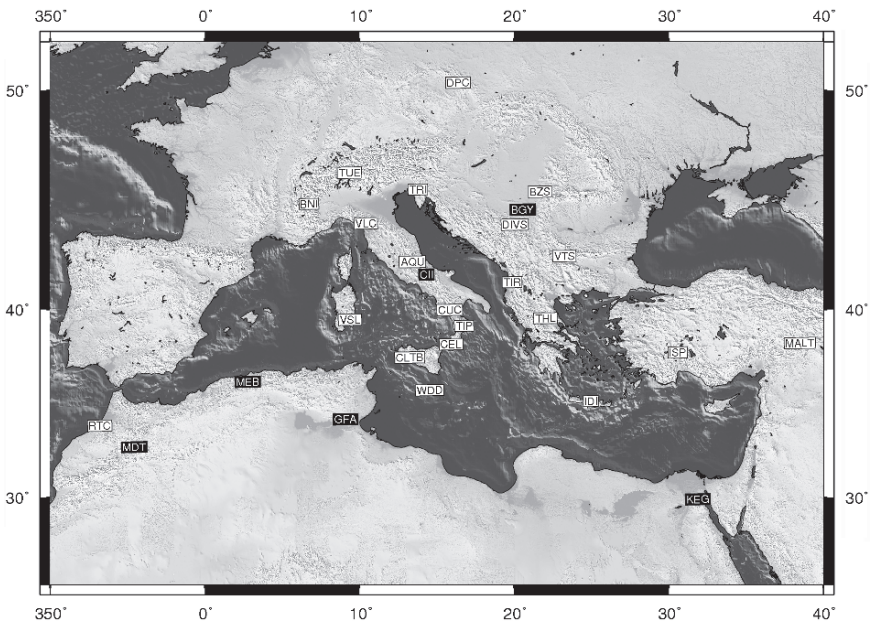 350° 0° 10° 20° 30° 40°
50° 50°
DPC
TUE
TRI BZS
BNI BGY
VLC DIVS
VTS
AQU
CII
TIR
40° 40°
CUC
VSL THL
TIP
CEL MALT
CLTB ISP
MEB
WDD
IDI
GFA
RTC
MDT
30° KEG 30°
350° 0° 10° 20° 30° 40°